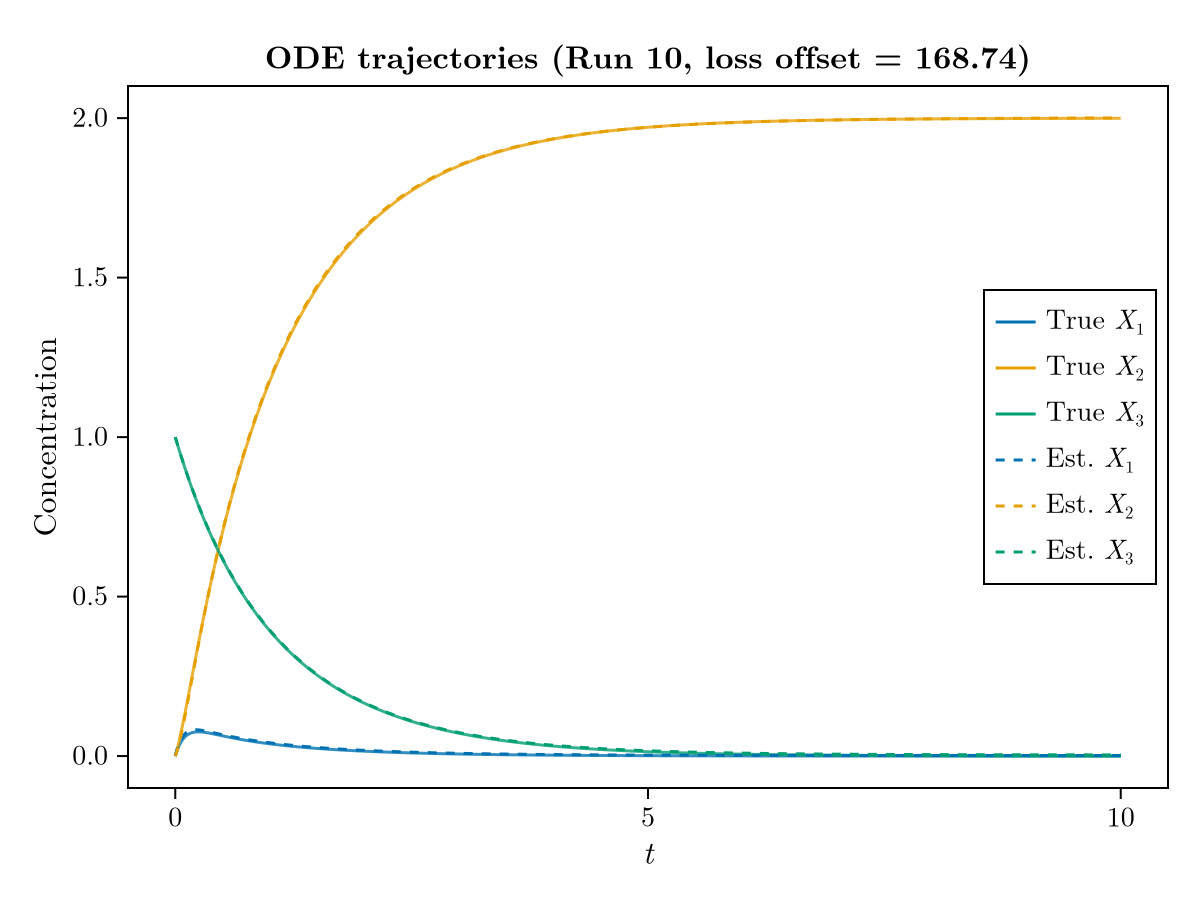 ODE trajectories (Run 10, loss offset = 168.74)
Concentration
2.0
1.5
1.0
0.5
0.0
0
5
10
t
True X₁
True X₂
True X₃
Est. X₁
Est. X₂
Est. X₃